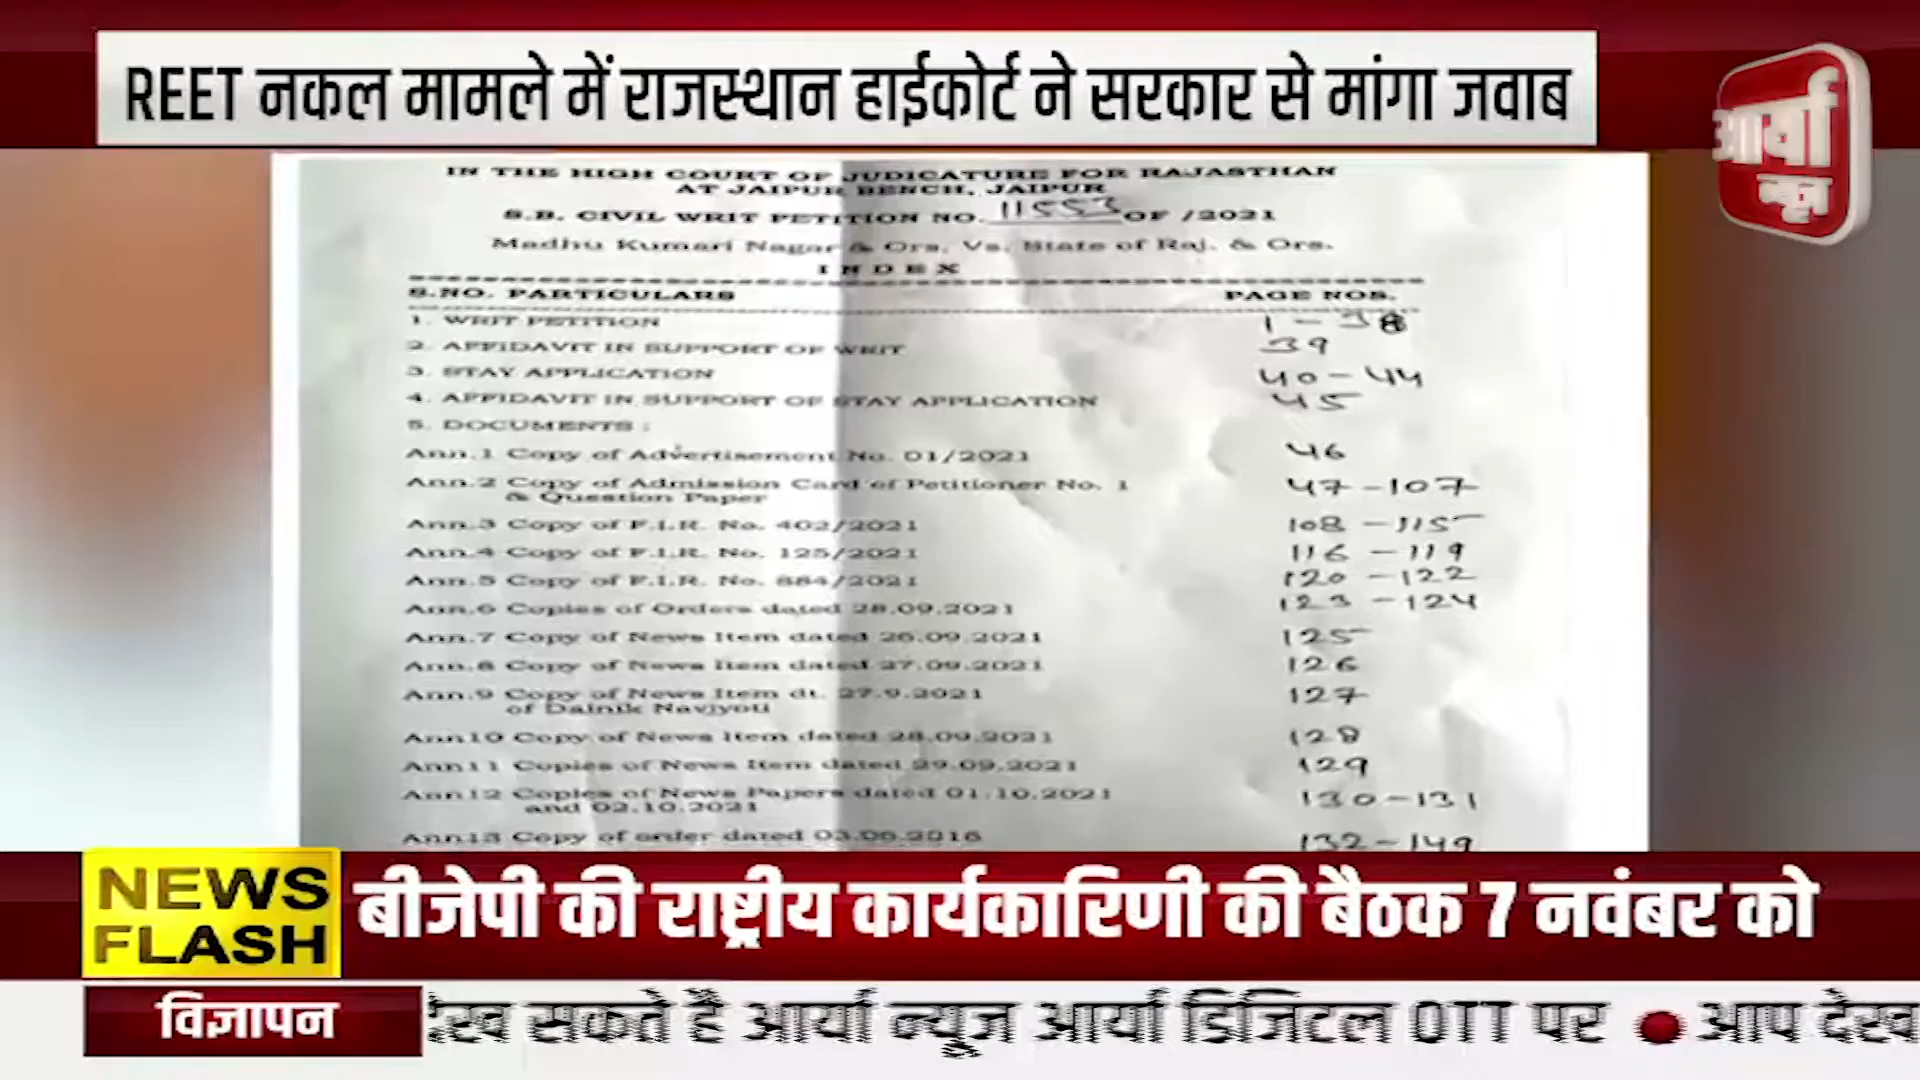 REET नकल मामले में राजस्थान हाईकोर्ट ने सरकार से मांगा जवाब
आर्या
न्यूज़
IN THE HIGH COURT OF JUDICATURE FOR RAJASTHAN
AT JAIPUR BENCH, JAIPUR
S.B. CIVIL WRIT PETITION NO. 11553 OF /2021
Madhu Kumari Nagar & Ors. Vs. State of Raj. & Ors.
INDEX
S.NO. PARTICULARS PAGE NOS.
1. WRIT PETITION 1 - 38
2. AFFIDAVIT IN SUPPORT OF WRIT 39
3. STAY APPLICATION 40 - 44
4. AFFIDAVIT IN SUPPORT OF STAY APPLICATION 45
5. DOCUMENTS :
Ann.1 Copy of Advertisement No. 01/2021 46
Ann.2 Copy of Admission Card of Petitioner No. 1 47 - 107
& Question Paper
Ann.3 Copy of F.I.R. No. 402/2021 108 - 115
Ann.4 Copy of F.I.R. No. 125/2021 116 - 119
Ann.5 Copy of F.I.R. No. 884/2021 120 - 122
Ann.6 Copies of Orders dated 28.09.2021 123 - 124
Ann.7 Copy of News Item dated 26.09.2021 125
Ann.8 Copy of News Item dated 27.09.2021 126
Ann.9 Copy of News Item dt. 27.9.2021 127
of Dainik Navjyoti
Ann10 Copy of News Item dated 28.09.2021 128
Ann11 Copies of News Item dated 29.09.2021 129
Ann12 Copies of News Papers dated 01.10.2021 130 - 131
and 02.10.2021
Ann13 Copy of order dated 03.06.2016 132 - 149
NEWS
FLASH
बीजेपी की राष्ट्रीय कार्यकारिणी की बैठक 7 नवंबर को
विज्ञापन
देख सकते हैं आर्या न्यूज आर्या डिजिटल OTT पर ● आप देख